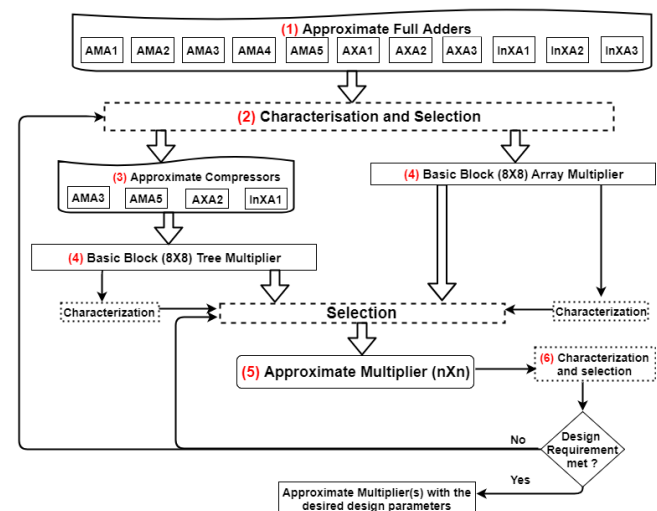 (1) Approximate Full Adders
AMA1 AMA2 AMA3 AMA4 AMA5 AXA1 AXA2 AXA3 InXA1 InXA2 InXA3
(2) Characterisation and Selection
(3) Approximate Compressors
AMA3 AMA5 AXA2 InXA1
(4) Basic Block (8X8) Array Multiplier
(4) Basic Block (8X8) Tree Multiplier
Characterization
Selection
Characterization
(5) Approximate Multiplier (nXn)
(6) Characterization
and selection
No
Design
Requirement
met ?
Yes
Approximate Multiplier(s) with the
desired design parameters